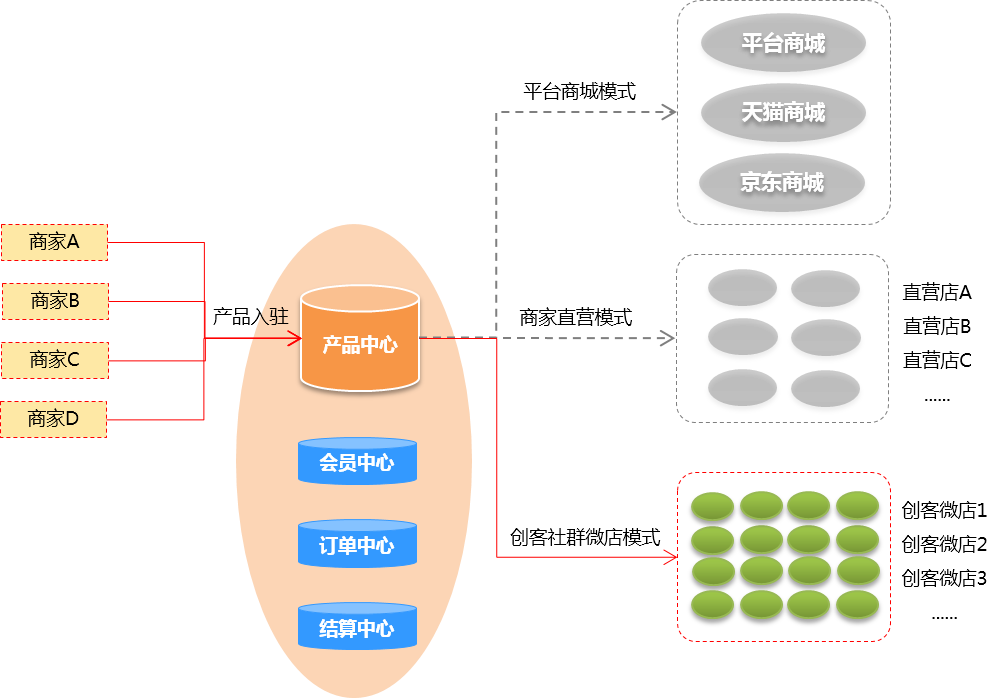 平台商城
平台商城模式
天猫商城
京东商城
商家A
商家B
商家C
商家D
产品入驻
产品中心
商家直营模式
直营店A
直营店B
直营店C
......
会员中心
订单中心
结算中心
创客社群微店模式
创客微店1
创客微店2
创客微店3
......